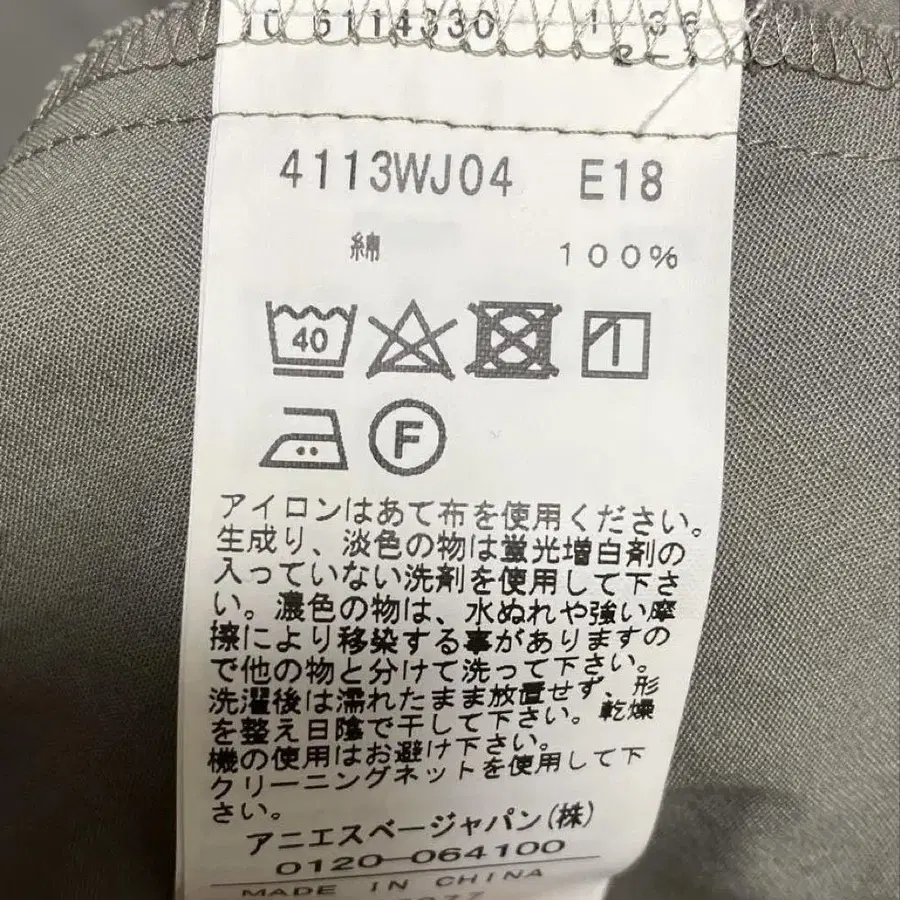 6114330 1 36
4113WJ04 E18
綿 100%
40
F
アイロンはあて布を使用ください。
生成り、淡色の物は蛍光増白剤の
入っていない洗剤を使用して下さ
い。濃色の物は、水ぬれや強い摩
擦により移染する事がありますの
で他の物と分けて洗って下さい。
洗濯後は濡れたまま放置せず、形
を整え日陰で干して下さい。乾燥
機の使用はお避け下さい。
クリーニングネットを使用して下
さい。
アニエスベージャパン(株)
0120-064100
MADE IN CHINA